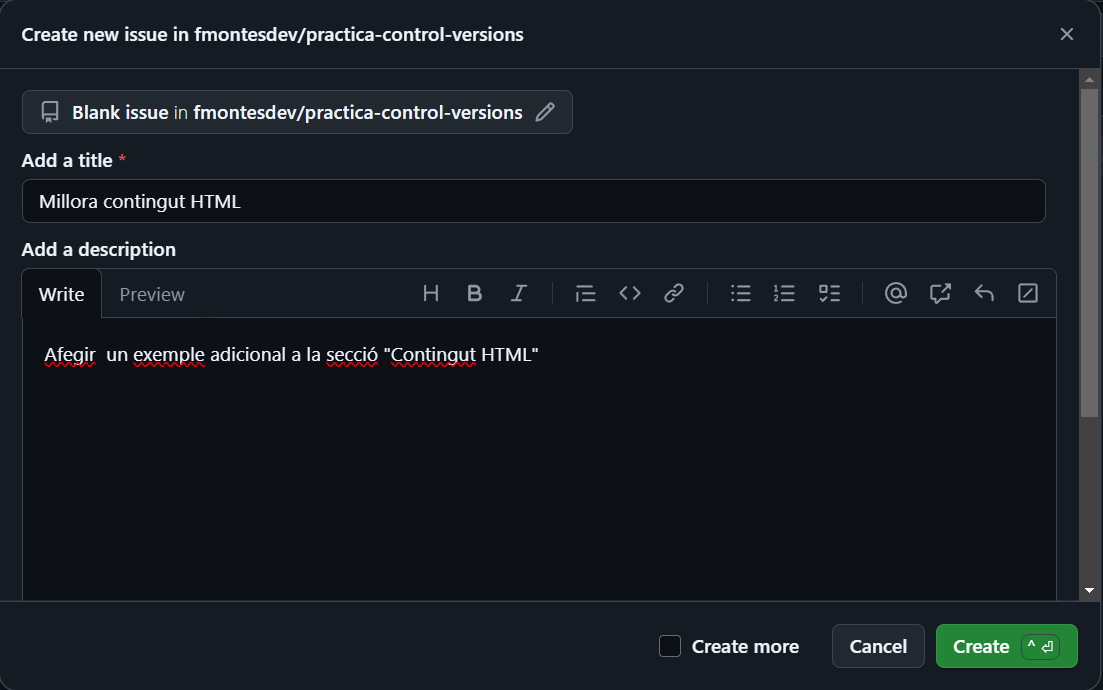 Create new issue in fmontesdev/practica-control-versions
Blank issue in fmontesdev/practica-control-versions
Add a title *
Millora contingut HTML
Add a description
Write Preview
Afegir  un exemple adicional a la secció "Contingut HTML"
Create more Cancel Create